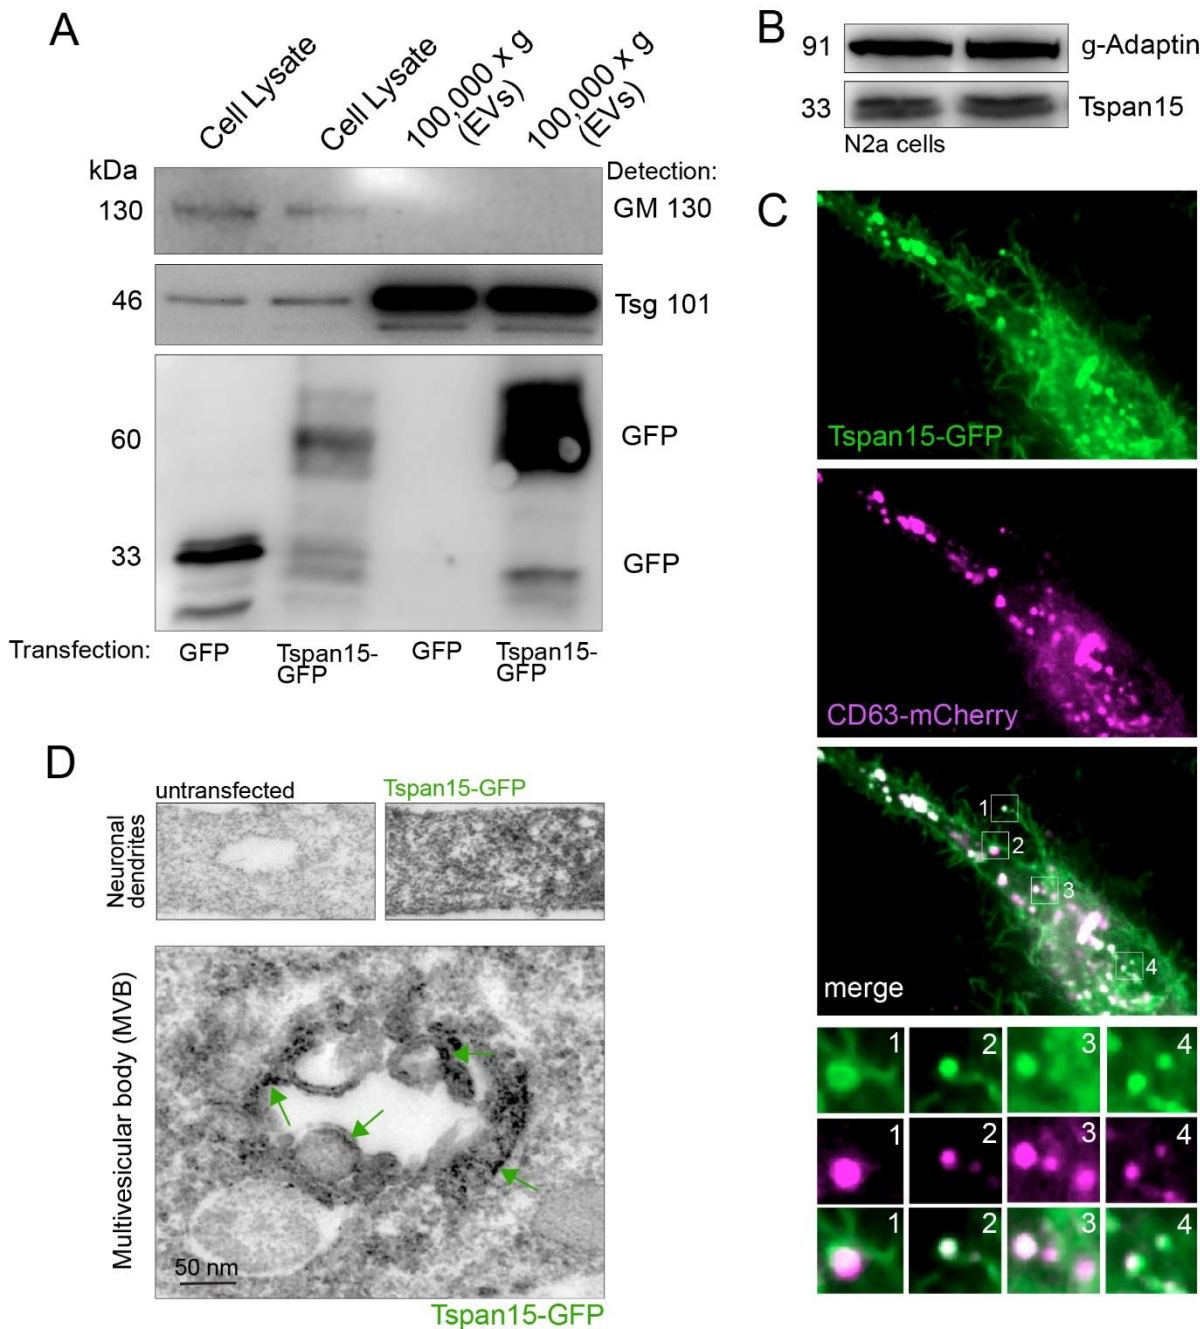 A
Cell Lysate
Cell Lysate
100,000 x g
(EVs)
100,000 x g
(EVs)
kDa
Detection:
130
GM 130
46
Tsg 101
60
GFP
33
GFP
Transfection:
GFP
Tspan15-
GFP
GFP
Tspan15-
GFP
B
91
g-Adaptin
33
Tspan15
N2a cells
C
Tspan15-GFP
CD63-mCherry
1
2
3
4
merge
1
2
3
4
1
2
3
4
1
2
3
4
D
untransfected
Tspan15-GFP
Neuronal
dendrites
Multivesicular body (MVB)
50 nm
Tspan15-GFP